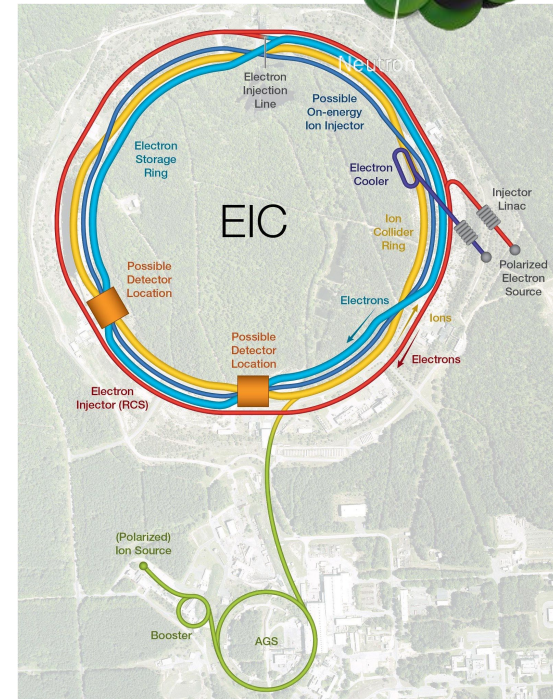 Neutron
Electron
Injection
Line
Possible
On-energy
Ion Injector
Electron
Storage
Ring
Electron
Cooler
Injector
Linac
EIC
Ion
Collider
Ring
Polarized
Electron
Source
Possible
Detector
Location
Electrons
Ions
Possible
Detector
Location
Electrons
Electron
Injector (RCS)
(Polarized)
Ion Source
Booster
AGS